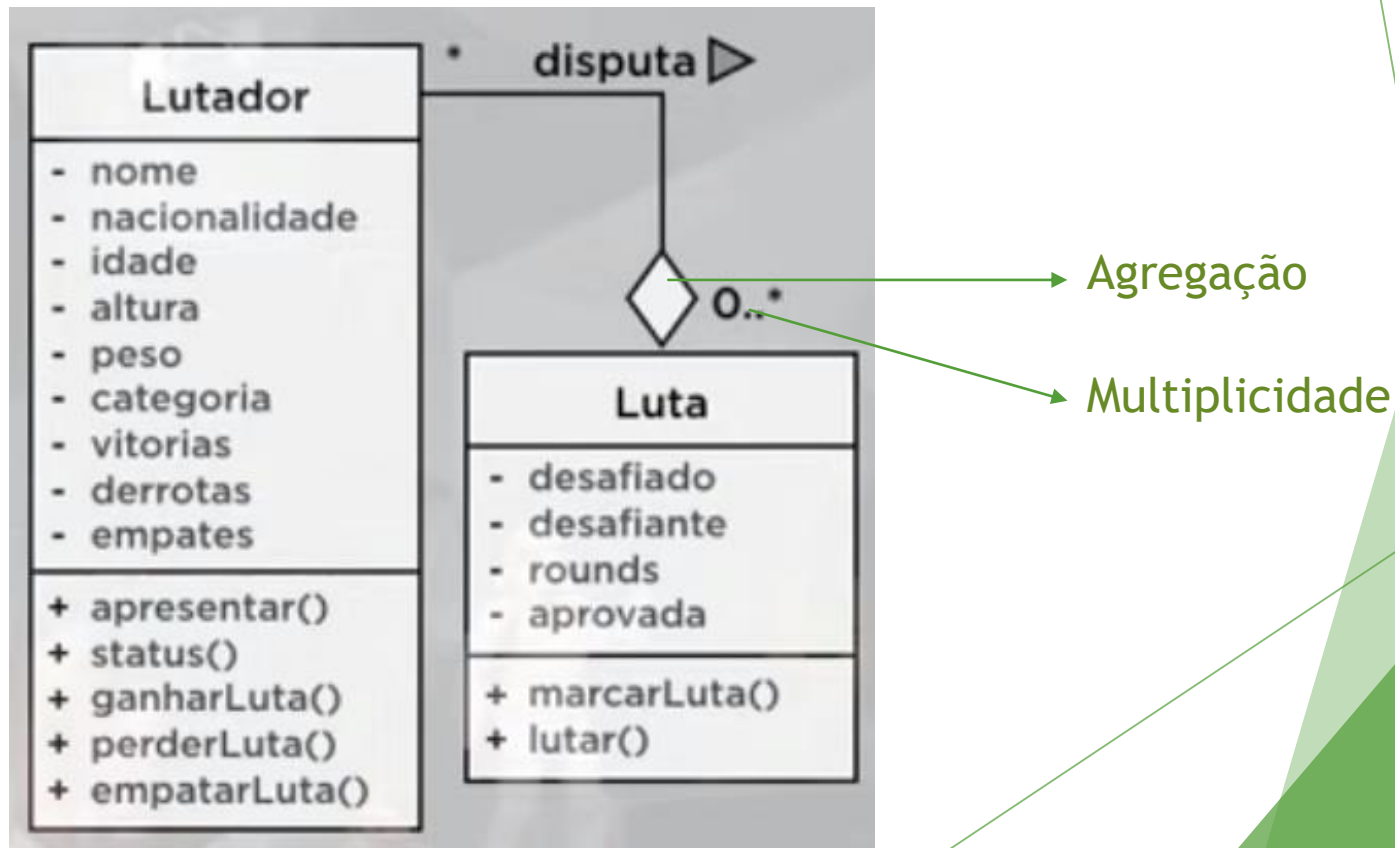 * disputa
Lutador
- nome
- nacionalidade
- idade
- altura
- peso
- categoria
- vitorias
- derrotas
- empates
+ apresentar()
+ status()
+ ganharLuta()
+ perderLuta()
+ empatarLuta()
0..*
Luta
- desafiado
- desafiante
- rounds
- aprovada
+ marcarLuta()
+ lutar()
Agregação
Multiplicidade